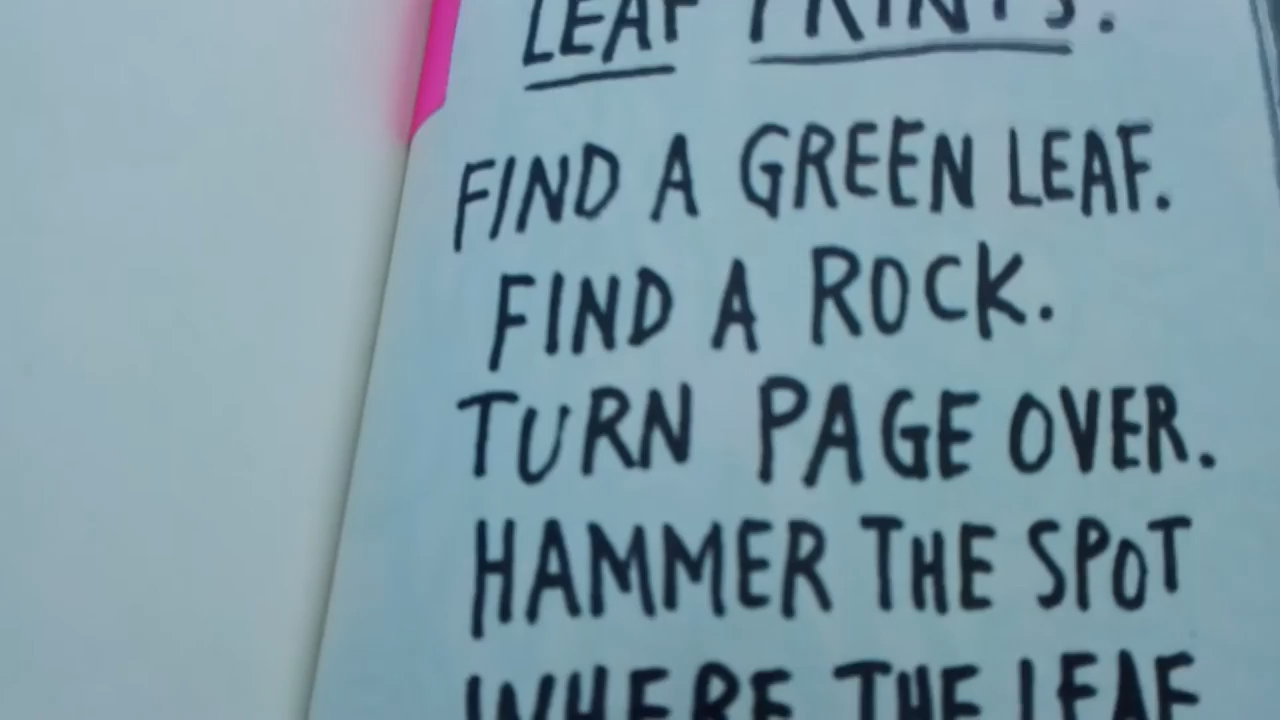 LEAF PRINTS.
FIND A GREEN LEAF.
FIND A ROCK.
TURN PAGE OVER.
HAMMER THE SPOT
WHERE THE LEAF